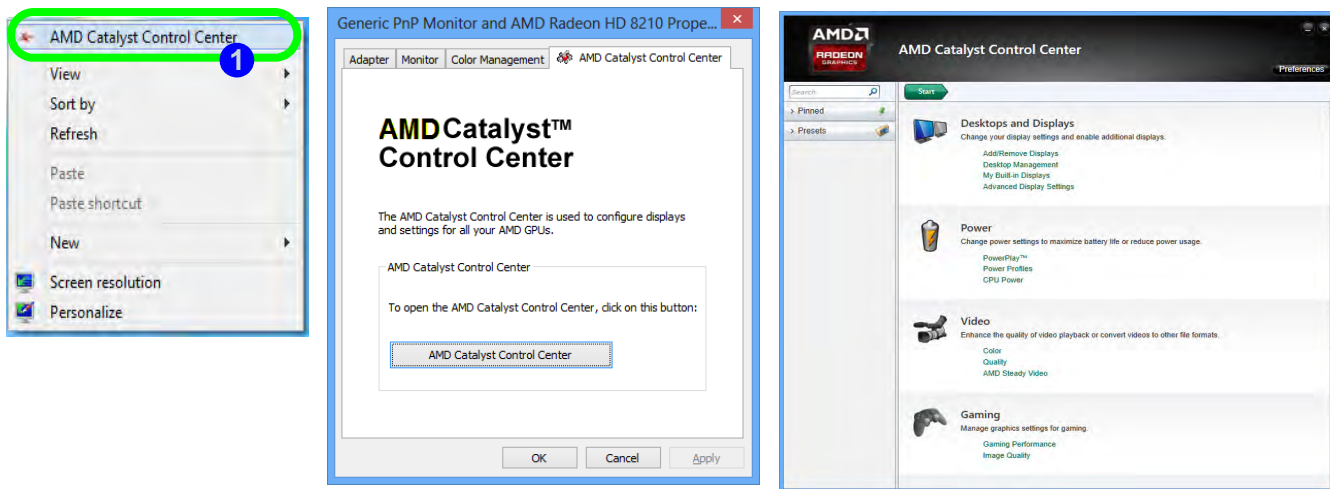 AMD Catalyst Control Center
1
View
Sort by
Refresh
Paste
Paste shortcut
New
Screen resolution
Personalize
Generic PnP Monitor and AMD Radeon HD 8210 Prope...
Adapter
Monitor
Color Management
AMD Catalyst Control Center
AMD Catalyst™
Control Center
The AMD Catalyst Control Center is used to configure displays
and settings for all your AMD GPUs.
AMD Catalyst Control Center
To open the AMD Catalyst Control Center, click on this button:
AMD Catalyst Control Center
OK
Cancel
Apply
AMD
RADEON
GRAPHICS
AMD Catalyst Control Center
Preferences
Search
Start
> Pinned
> Presets
Desktops and Displays
Change your display settings and enable additional displays.
Add/Remove Displays
Desktop Management
My Built-in Displays
Advanced Display Settings
Power
Change power settings to maximize battery life or reduce power usage.
PowerPlay™
Power Profiles
CPU Power
Video
Enhance the quality of video playback or convert videos to other file formats.
Color
Quality
AMD Steady Video
Gaming
Manage graphics settings for gaming.
Gaming Performance
Image Quality